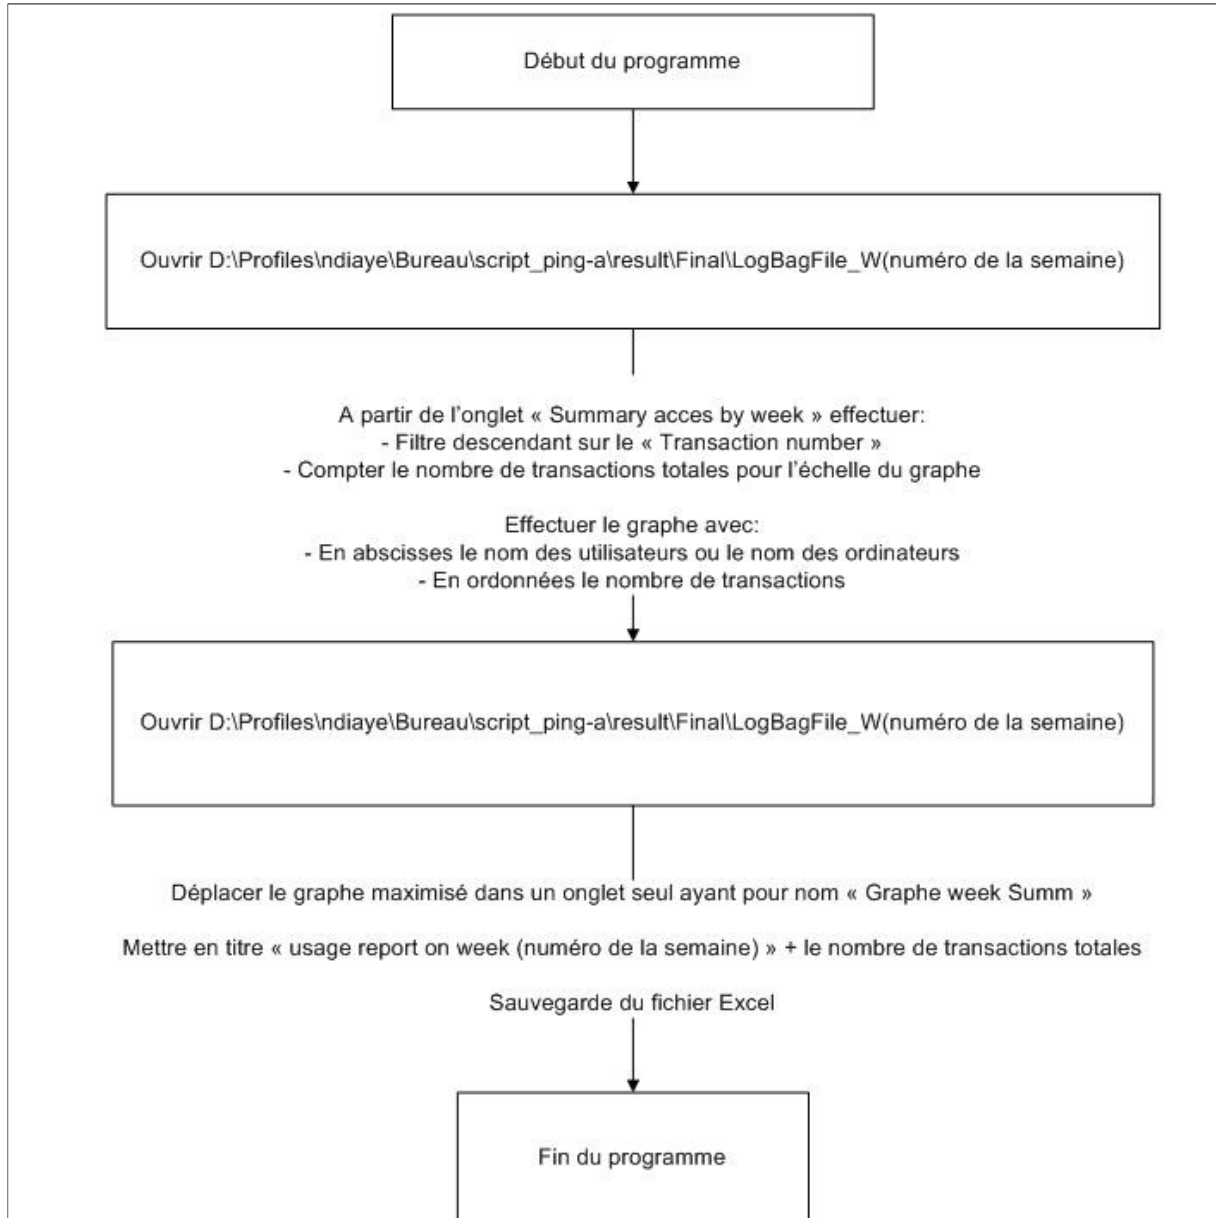 Début du programme
Ouvrir D:\Profiles\ndiaye\Bureau\script_ping-a\result\Final\LogBagFile_W(numéro de la semaine)
A partir de l'onglet « Summary acces by week » effectuer:
- Filtre descendant sur le « Transaction number »
- Compter le nombre de transactions totales pour l'échelle du graphe
Effectuer le graphe avec:
- En abscisses le nom des utilisateurs ou le nom des ordinateurs
- En ordonnées le nombre de transactions
Ouvrir D:\Profiles\ndiaye\Bureau\script_ping-a\result\Final\LogBagFile_W(numéro de la semaine)
Déplacer le graphe maximisé dans un onglet seul ayant pour nom « Graphe week Summ »
Mettre en titre « usage report on week (numéro de la semaine) » + le nombre de transactions totales
Sauvegarde du fichier Excel
Fin du programme